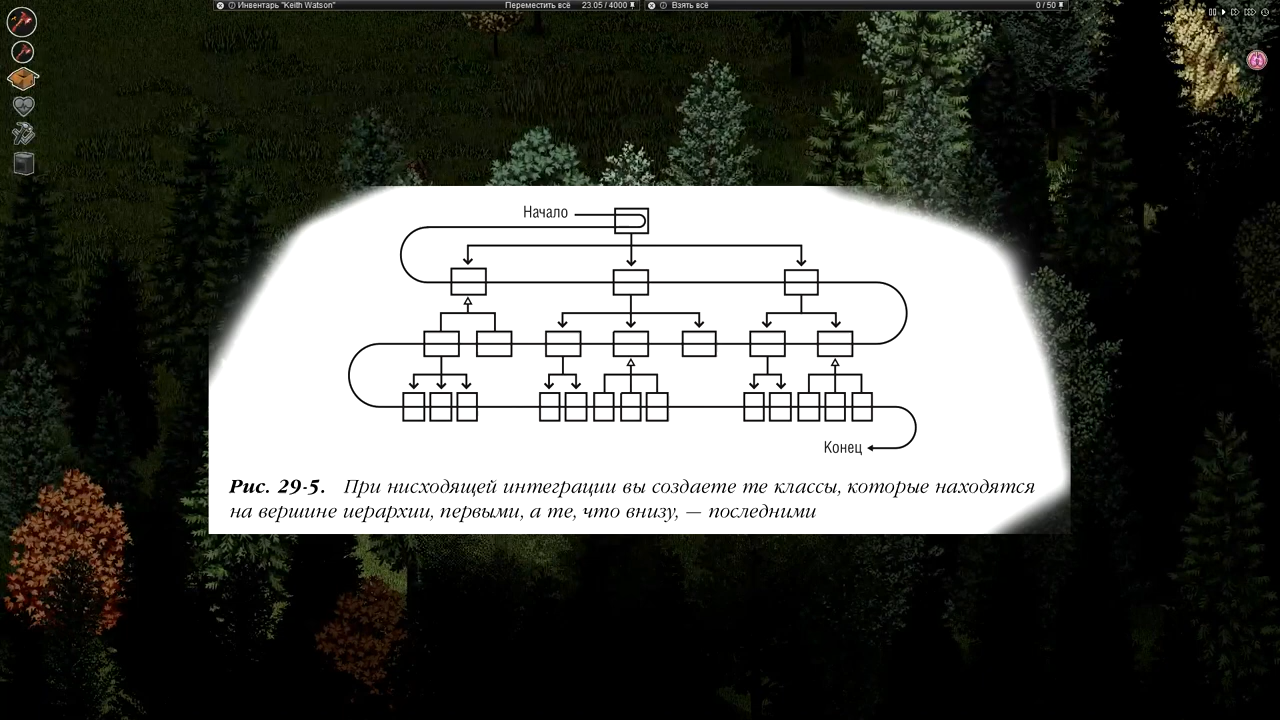 Инвентарь "Keith Watson" Переместить всё 23.05 / 4000 Взять всё 0 / 50
Начало
Конец
Рис. 29-5. При нисходящей интеграции вы создаете те классы, которые находятся
на вершине иерархии, первыми, а те, что внизу, — последними